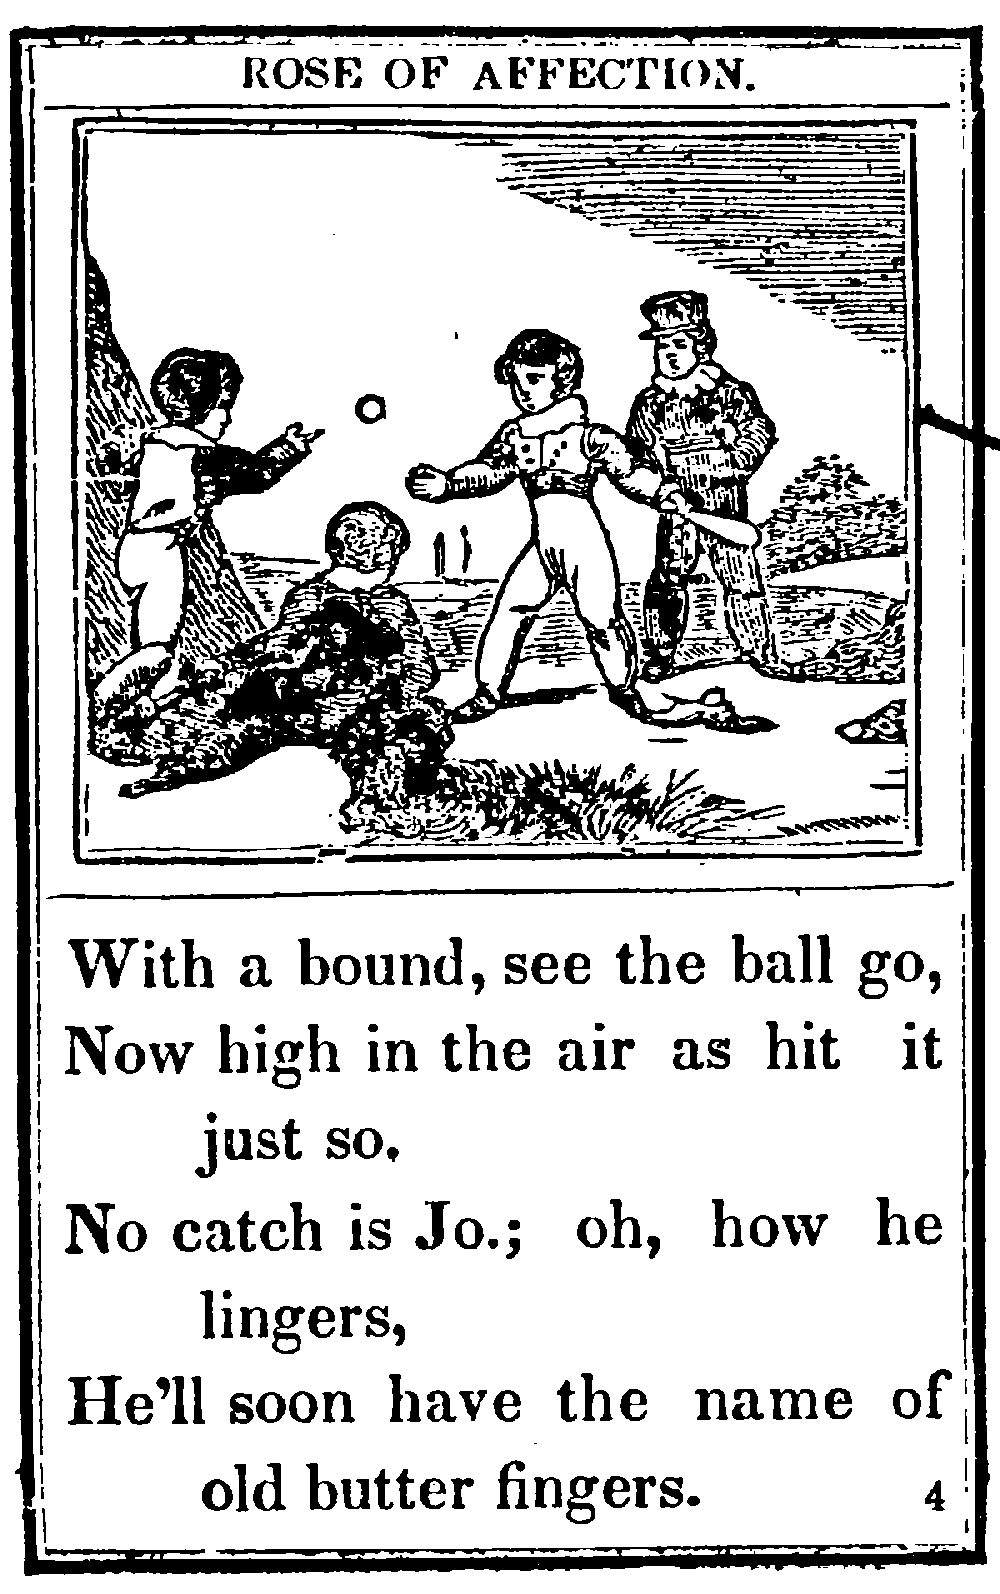 ROSE OF AFFECTION.
With a bound, see the ball go,
Now high in the air as hit it
just so.
No catch is Jo.; oh, how he
lingers,
He'll soon have the name of
old butter fingers.
4